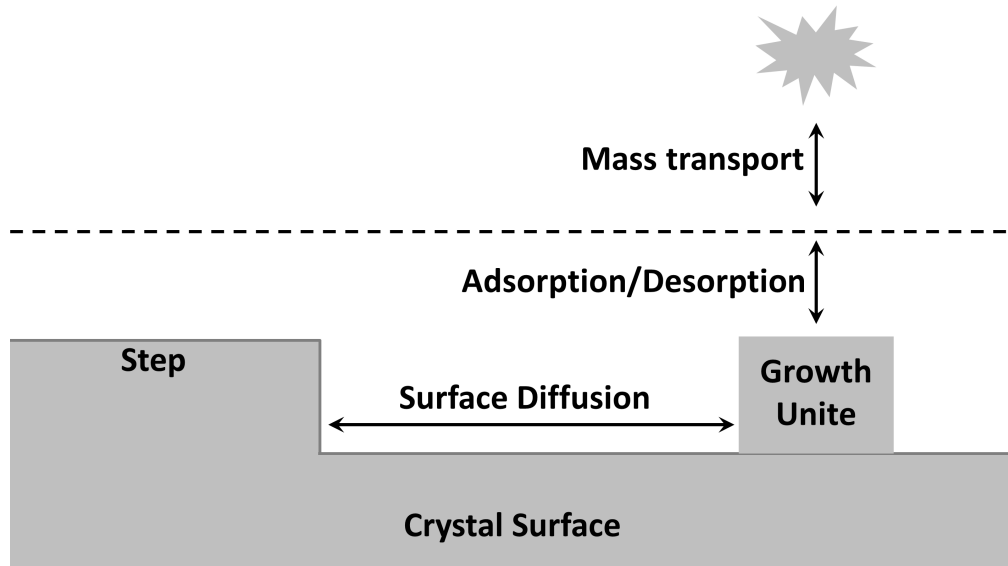 Mass transport
Adsorption/Desorption
Step
Surface Diffusion
Growth
Unite
Crystal Surface